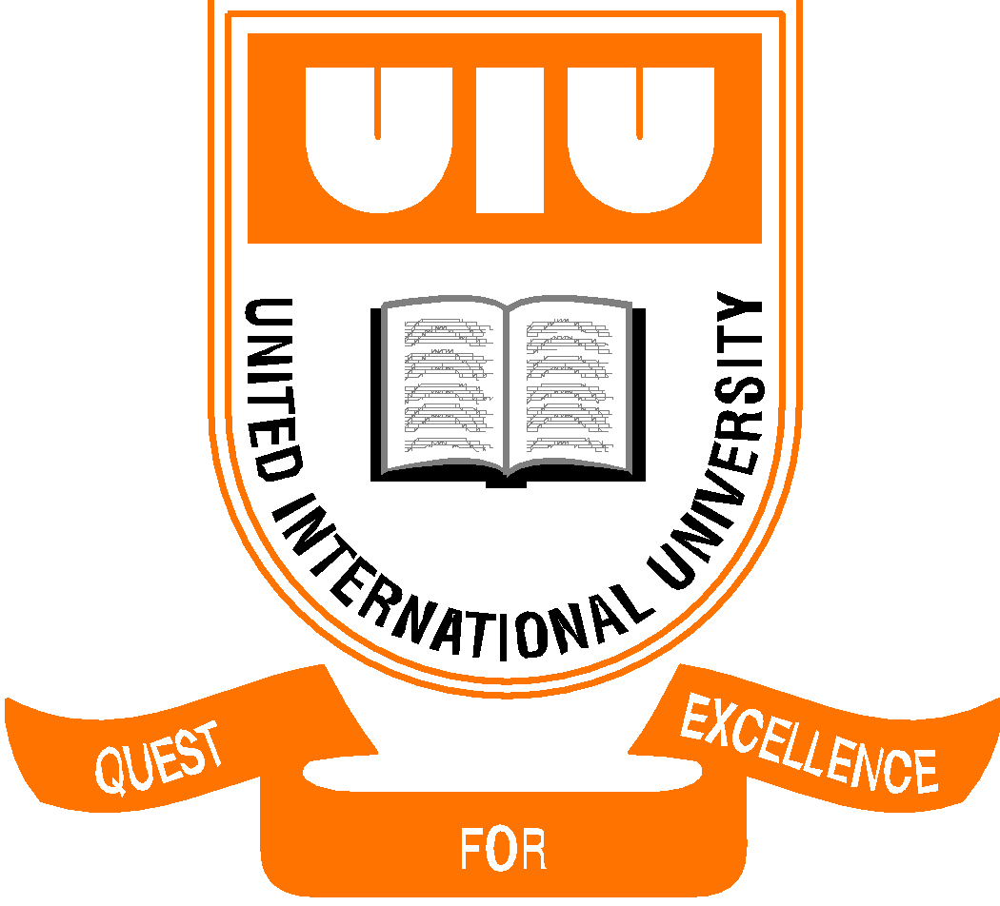 UIU
UNITED INTERNATIONAL UNIVERSITY
QUEST
FOR
EXCELLENCE